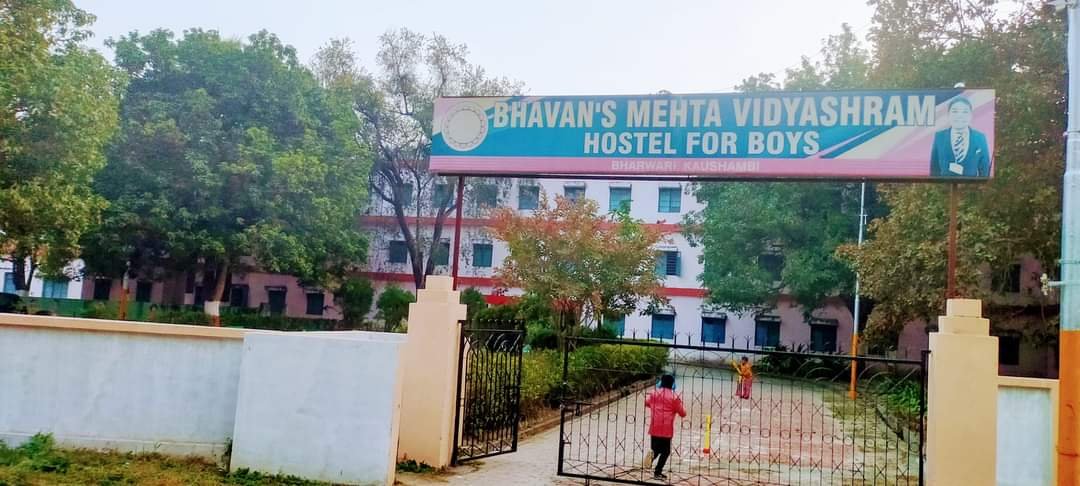 BHAVAN'S MEHTA VIDYASHRAM
HOSTEL FOR BOYS
BHARWARI KAUSHAMBI